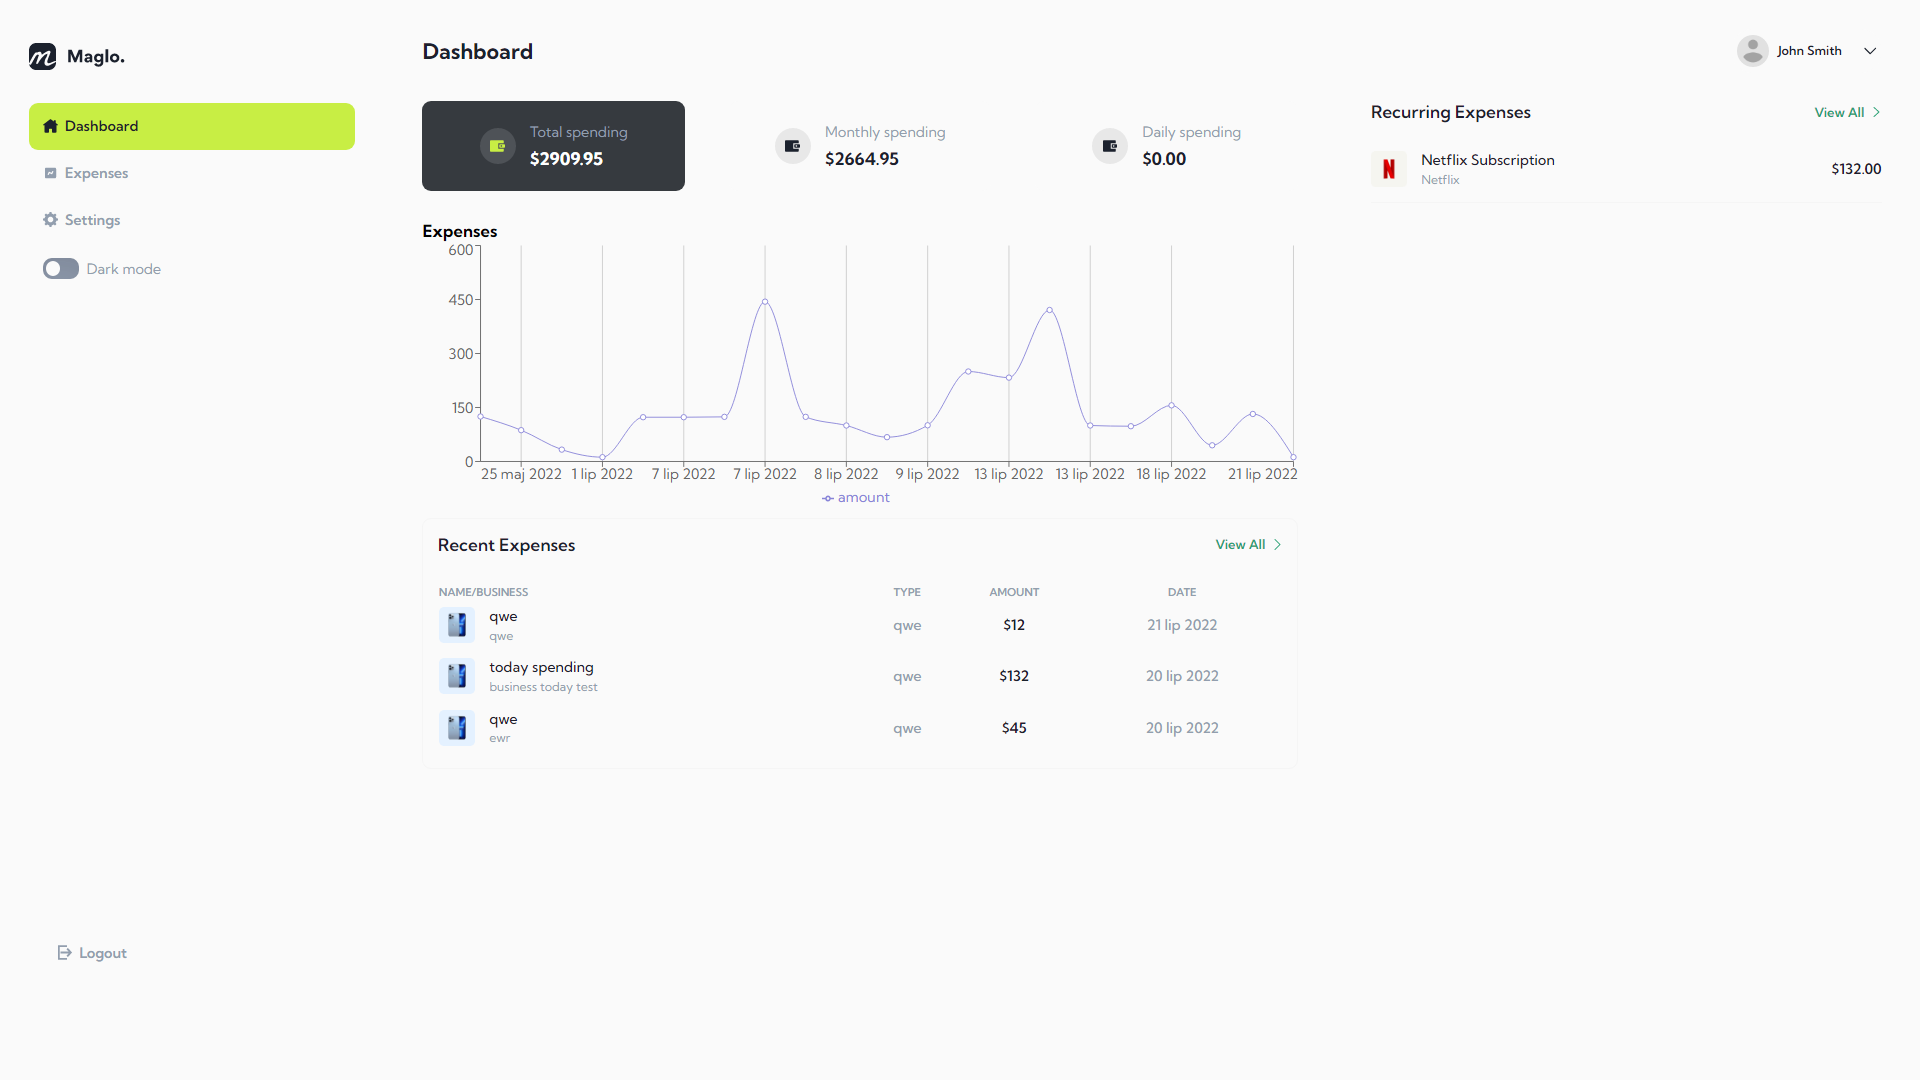 Maglo.
Dashboard
Expenses
Settings
Dark mode
Logout
Dashboard
John Smith
Total spending
$2909.95
Monthly spending
$2664.95
Daily spending
$0.00
Expenses
600
450
300
150
0
25 maj 2022 1 lip 2022 7 lip 2022 7 lip 2022 8 lip 2022 9 lip 2022 13 lip 2022 13 lip 2022 18 lip 2022 21 lip 2022
amount
Recent Expenses View All
NAME/BUSINESS TYPE AMOUNT DATE
qwe
qwe
qwe $12 21 lip 2022
today spending
business today test
qwe $132 20 lip 2022
qwe
ewr
qwe $45 20 lip 2022
Recurring Expenses View All
Netflix Subscription
Netflix
$132.00